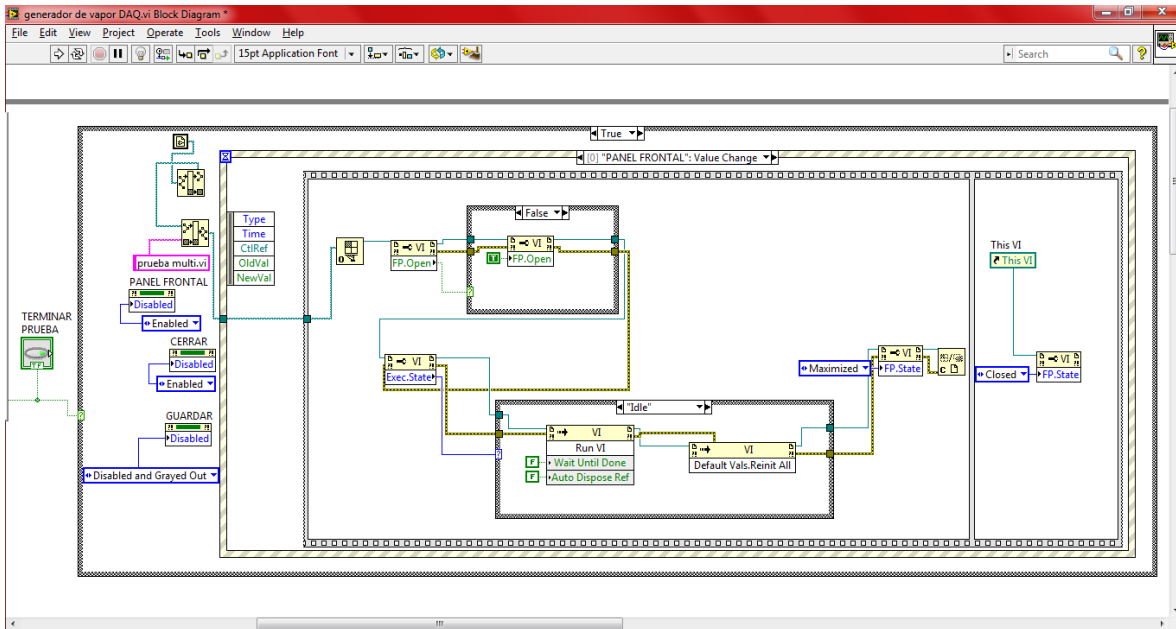 generador de vapor DAQ.vi Block Diagram *
File Edit View Project Operate Tools Window Help
15pt Application Font
Search
True
[0] "PANEL FRONTAL": Value Change
Type
Time
CtlRef
OldVal
NewVal
prueba multi.vi
PANEL FRONTAL
Disabled
Enabled
TERMINAR
PRUEBA
TF
CERRAR
Disabled
Enabled
GUARDAR
Disabled
Disabled and Grayed Out
VI
FP.Open
False
VI
T
FP.Open
VI
Exec.State
"Idle"
VI
Run VI
F
Wait Until Done
F
Auto Dispose Ref
VI
Default Vals.Reinit All
Maximized
VI
FP.State
This VI
This VI
Closed
VI
FP.State